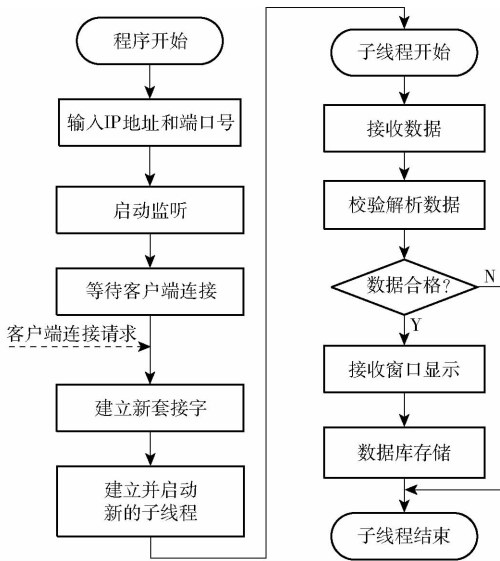 程序开始
输入IP地址和端口号
启动监听
等待客户端连接
客户端连接请求
建立新套接字
建立并启动
新的子线程
子线程开始
接收数据
校验解析数据
数据合格?
N
Y
接收窗口显示
数据库存储
子线程结束